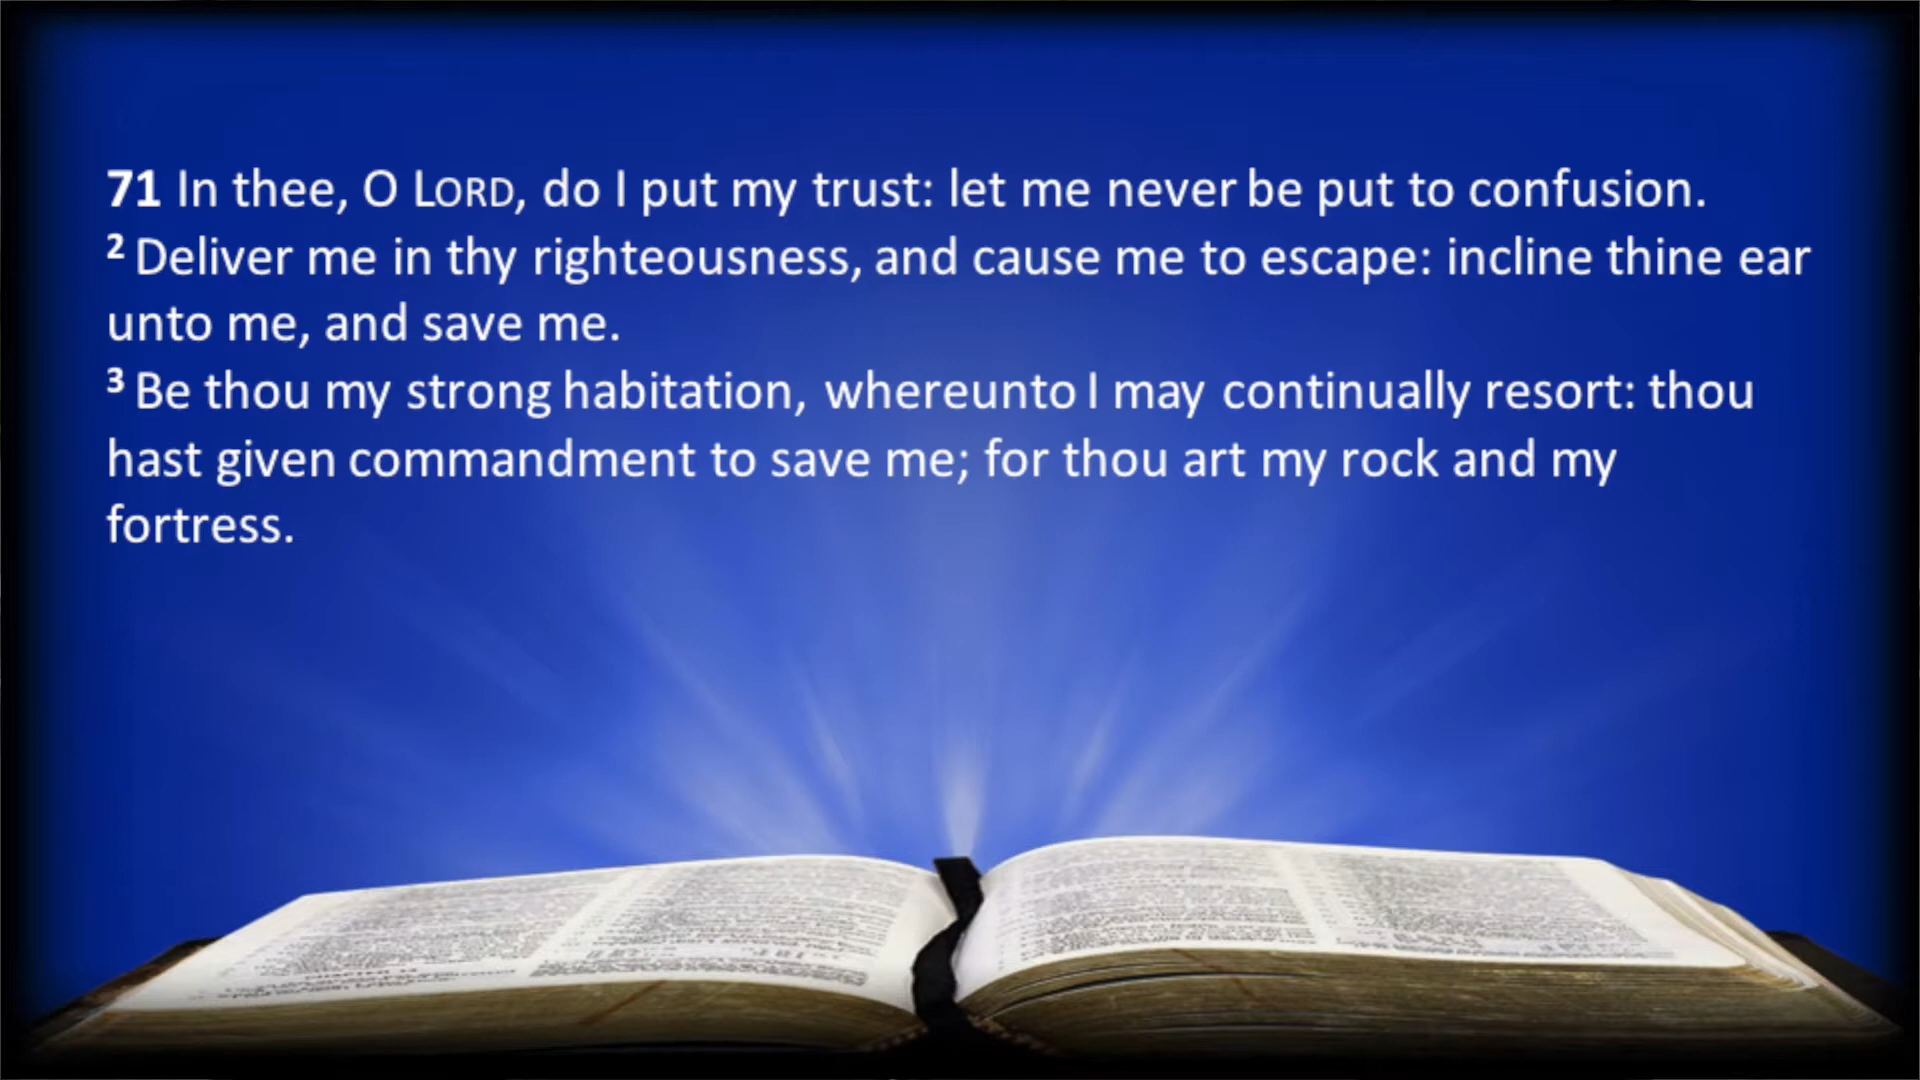 71 In thee, O LORD, do I put my trust: let me never be put to confusion.
2 Deliver me in thy righteousness, and cause me to escape: incline thine ear
unto me, and save me.
3 Be thou my strong habitation, whereunto I may continually resort: thou
hast given commandment to save me; for thou art my rock and my
fortress.